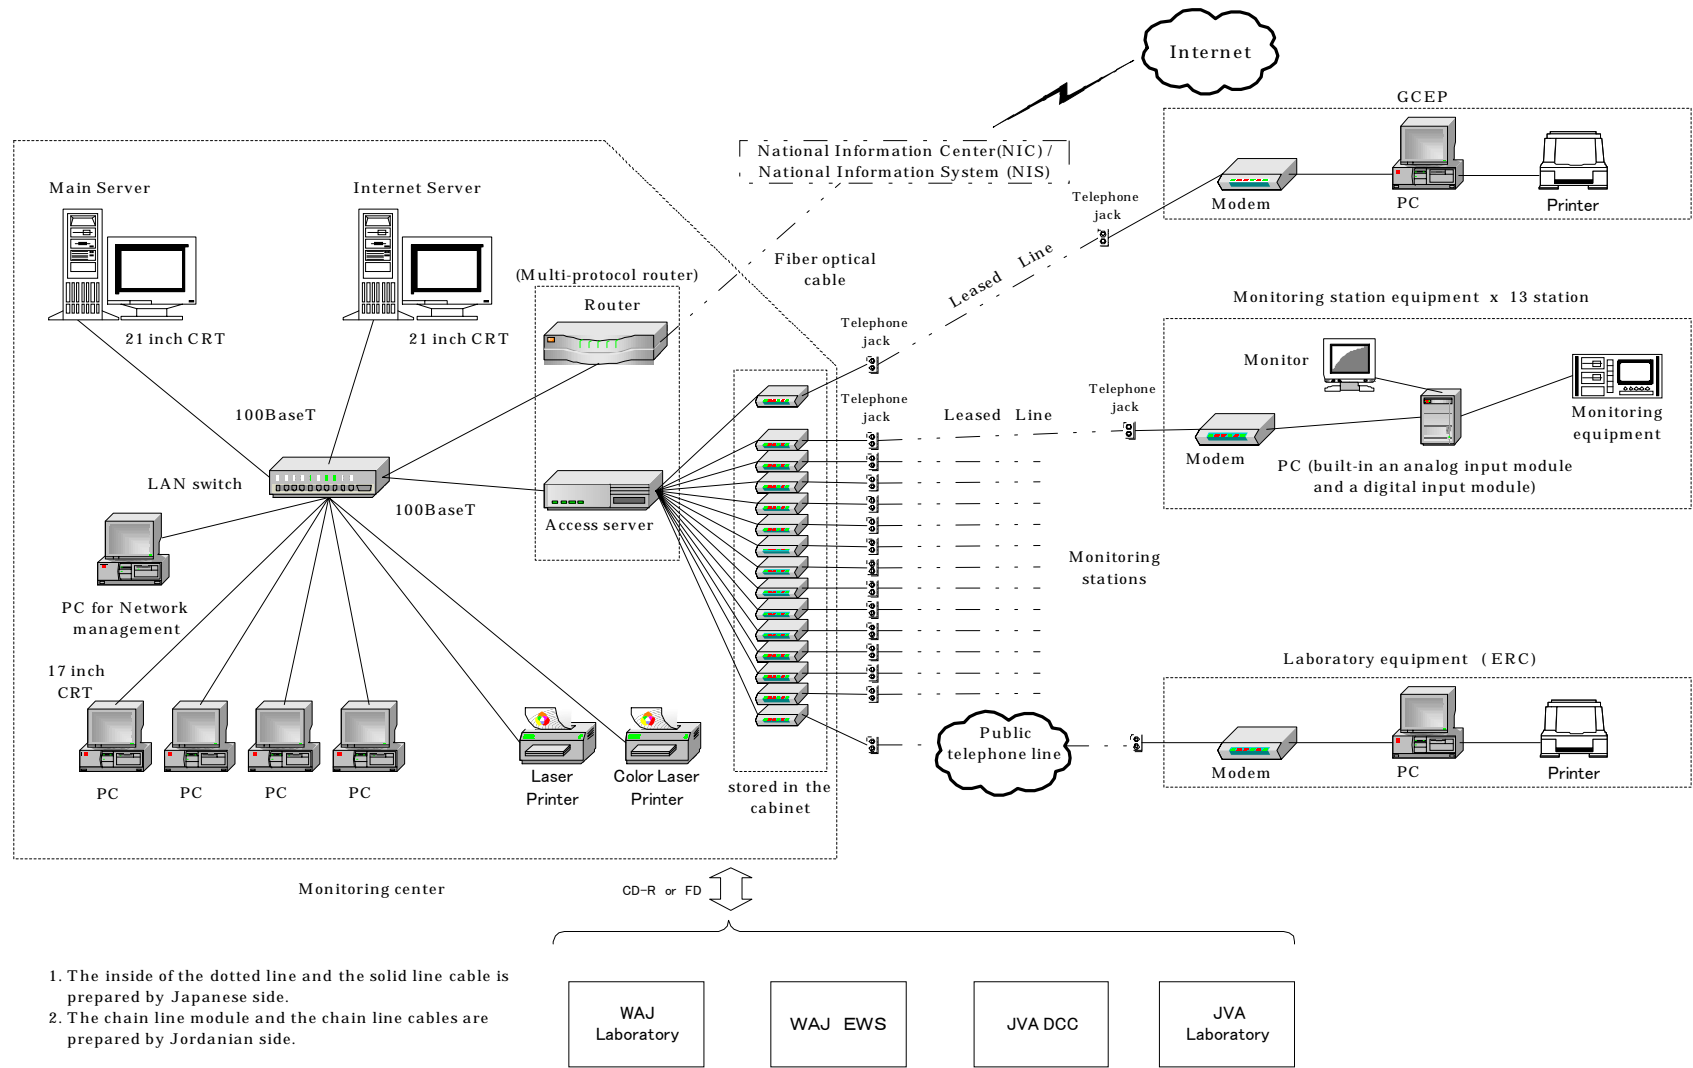 Internet
GCEP
National Information Center(NIC) /
National Information System (NIS)
Main Server
Internet Server
Telephone
jack
Modem
PC
Printer
Fiber optical
cable
Leased Line
(Multi-protocol router)
Router
Monitoring station equipment x 13 station
21 inch CRT
21 inch CRT
Telephone
jack
Monitor
Telephone
jack
Leased Line
Telephone
jack
Monitoring
equipment
100BaseT
Modem
PC (built-in an analog input module
and a digital input module)
LAN switch
100BaseT
Access server
Monitoring
stations
PC for Network
management
17 inch
CRT
Laboratory equipment (ERC)
Public
telephone line
Modem
PC
Printer
PC
PC
PC
PC
Laser
Printer
Color Laser
Printer
stored in the
cabinet
Monitoring center
CD-R or FD
1. The inside of the dotted line and the solid line cable is
prepared by Japanese side.
2. The chain line module and the chain line cables are
prepared by Jordanian side.
WAJ
Laboratory
WAJ EWS
JVA DCC
JVA
Laboratory